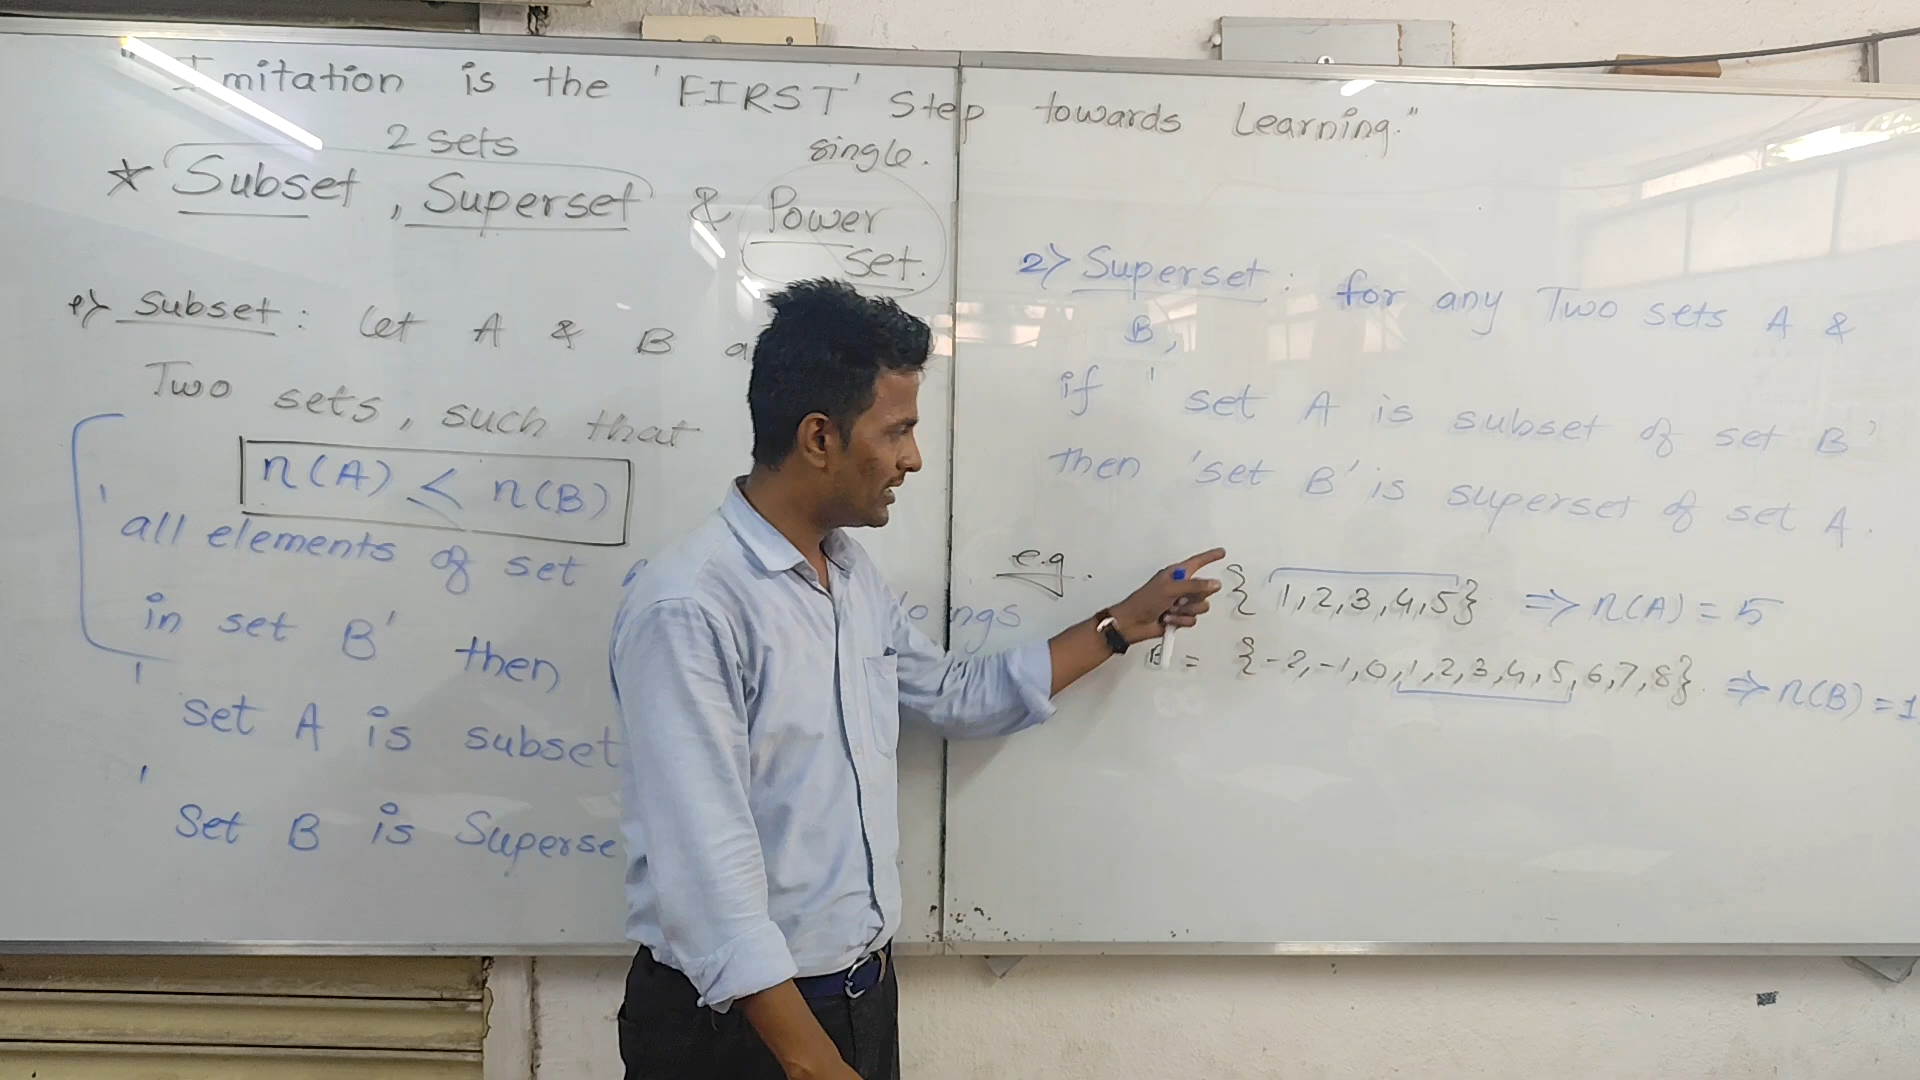 "Imitation is the 'FIRST' Step towards Learning."
2 sets single.
* Subset, Superset & Power
set.
Subset: Let A & B
Two sets, such that
n(A) < n(B)
'all elements of set
in set B' then
'set A is subset
'Set B is Superse
ngs
2) Superset: for any Two sets A &
B,
if 'set A is subset of set B'
then 'set B' is superset of set A.
e.g.
{1,2,3,4,5} => n(A) = 5
B = {-2,-1,0,1,2,3,4,5,6,7,8} => n(B) = 1